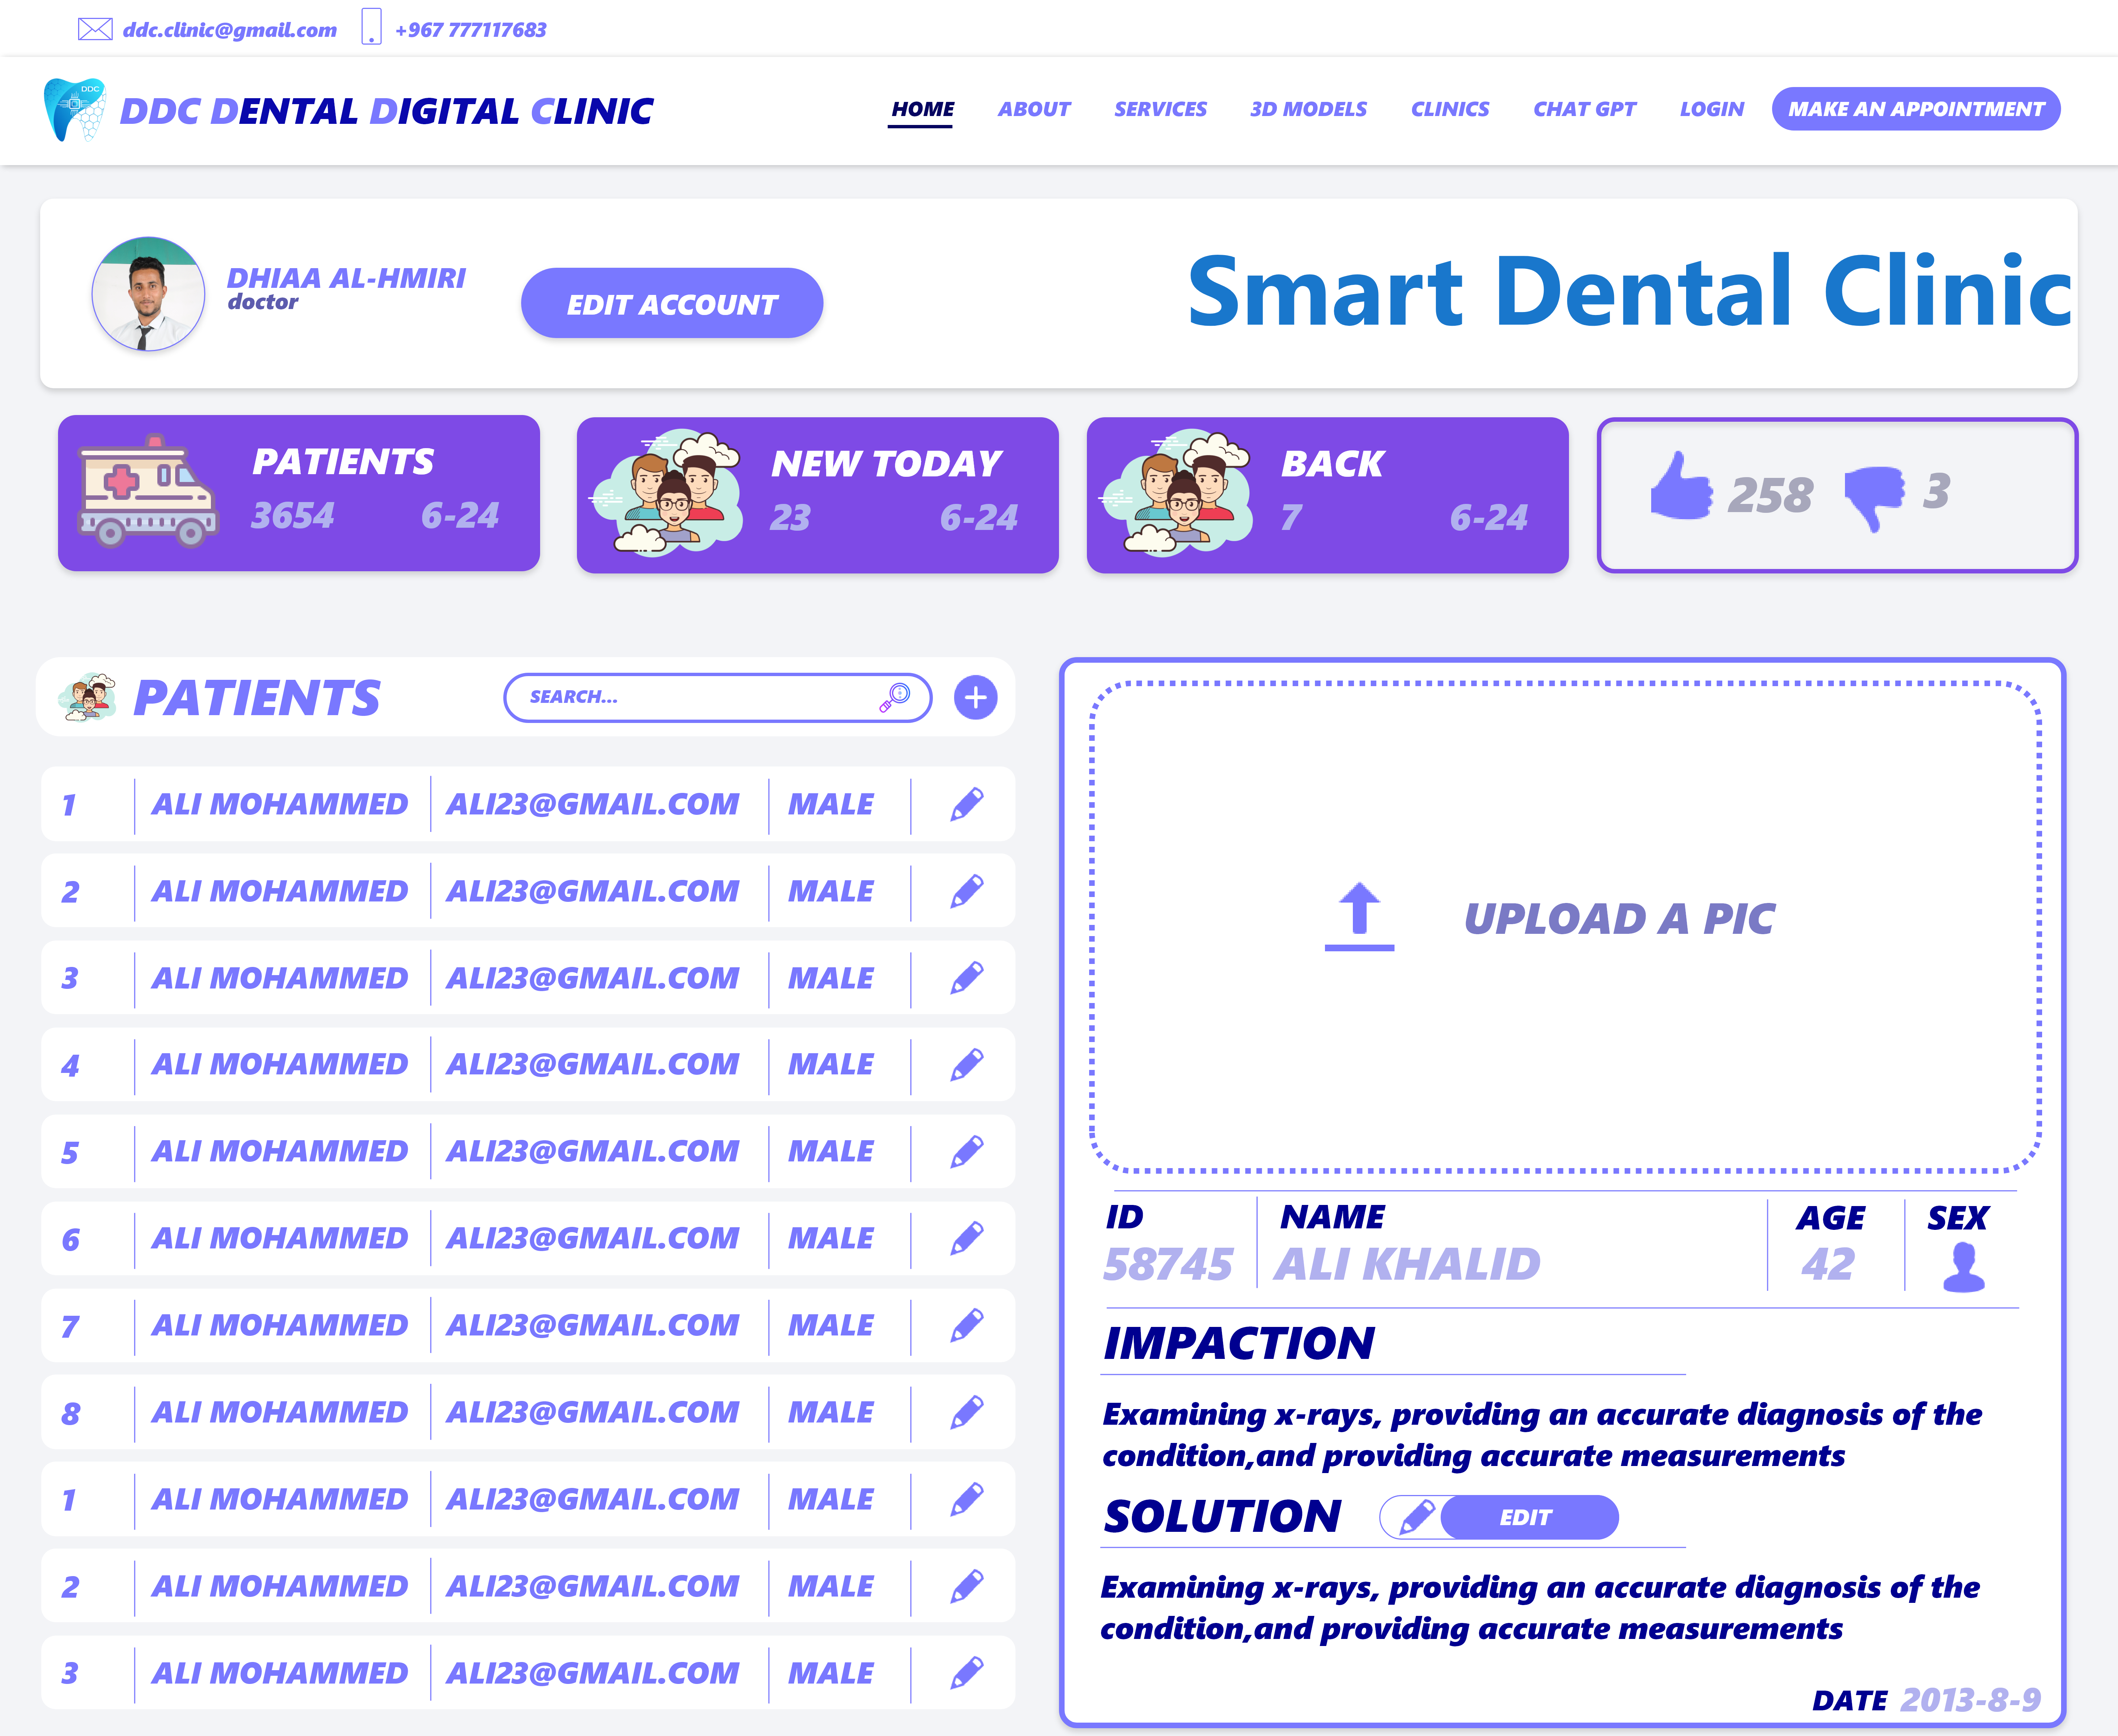 ddc.clinic@gmail.com +967 777117683
DDC DENTAL DIGITAL CLINIC
HOME ABOUT SERVICES 3D MODELS CLINICS CHAT GPT LOGIN MAKE AN APPOINTMENT
DHIAA AL-HMIRI
doctor
EDIT ACCOUNT
Smart Dental Clinic
PATIENTS
3654 6-24
NEW TODAY
23 6-24
BACK
7 6-24
258 3
PATIENTS
SEARCH...
1 ALI MOHAMMED ALI23@GMAIL.COM MALE
2 ALI MOHAMMED ALI23@GMAIL.COM MALE
3 ALI MOHAMMED ALI23@GMAIL.COM MALE
4 ALI MOHAMMED ALI23@GMAIL.COM MALE
5 ALI MOHAMMED ALI23@GMAIL.COM MALE
6 ALI MOHAMMED ALI23@GMAIL.COM MALE
7 ALI MOHAMMED ALI23@GMAIL.COM MALE
8 ALI MOHAMMED ALI23@GMAIL.COM MALE
1 ALI MOHAMMED ALI23@GMAIL.COM MALE
2 ALI MOHAMMED ALI23@GMAIL.COM MALE
3 ALI MOHAMMED ALI23@GMAIL.COM MALE
UPLOAD A PIC
ID NAME AGE SEX
58745 ALI KHALID 42
IMPACTION
Examining x-rays, providing an accurate diagnosis of the
condition,and providing accurate measurements
SOLUTION EDIT
Examining x-rays, providing an accurate diagnosis of the
condition,and providing accurate measurements
DATE 2013-8-9
DDC